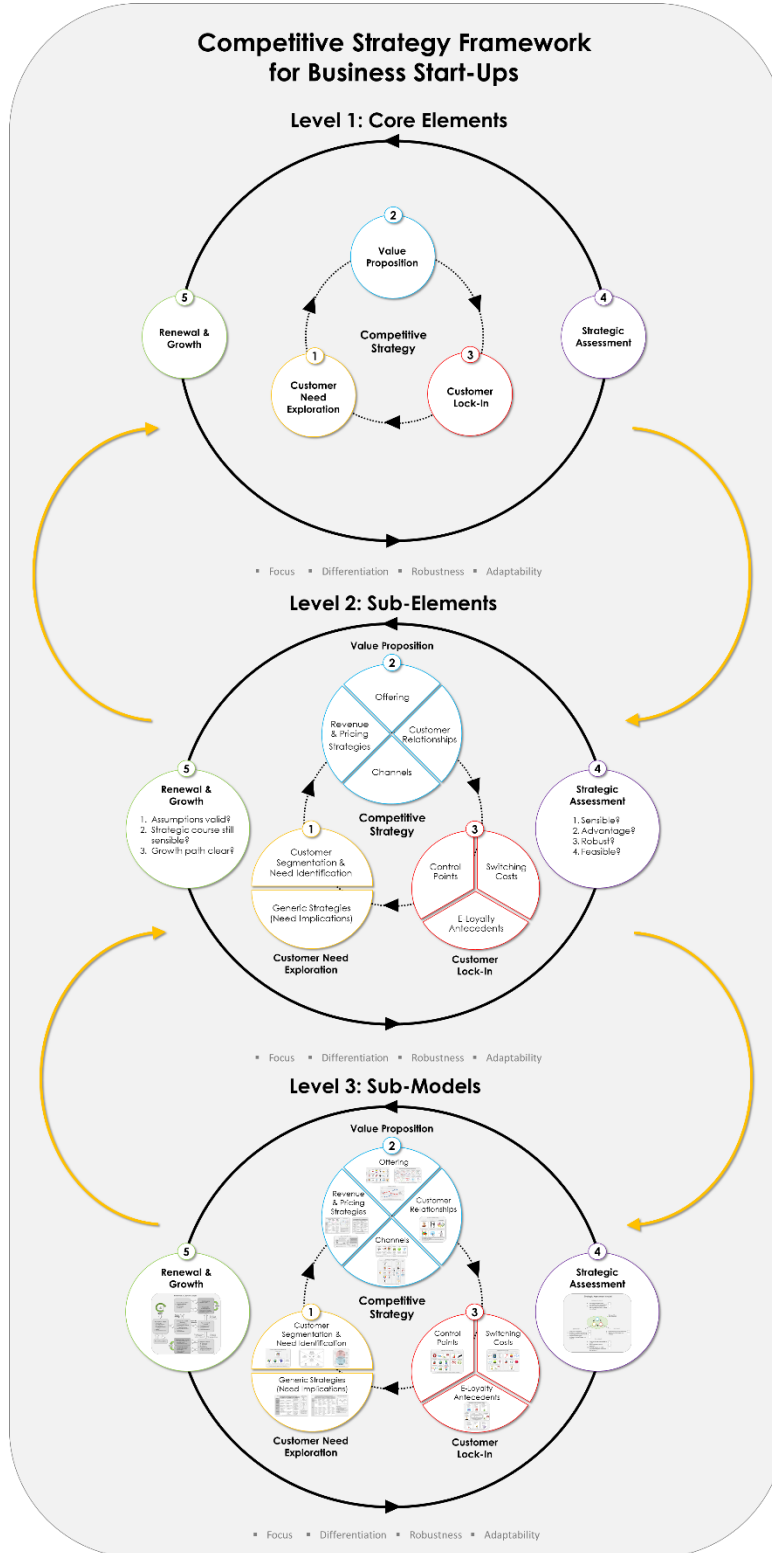 Competitive Strategy Framework
for Business Start-Ups
Level 1: Core Elements
2
Value
Proposition
5
Renewal &
Growth
4
Strategic
Assessment
Competitive
Strategy
1
Customer
Need
Exploration
3
Customer
Lock-In
▪ Focus ▪ Differentiation ▪ Robustness ▪ Adaptability
Level 2: Sub-Elements
Value Proposition
2
Offering
Revenue
& Pricing
Strategies
Customer
Relationships
Channels
5
Renewal &
Growth
1. Assumptions valid?
2. Strategic course still
sensible?
3. Growth path clear?
4
Strategic
Assessment
1. Sensible?
2. Advantage?
3. Robust?
4. Feasible?
Competitive
Strategy
1
Customer
Segmentation &
Need Identification
Generic Strategies
(Need Implications)
Customer Need
Exploration
3
Control
Points
Switching
Costs
E-Loyalty
Antecedents
Customer
Lock-In
▪ Focus ▪ Differentiation ▪ Robustness ▪ Adaptability
Level 3: Sub-Models
Value Proposition
2
Offering
Revenue
& Pricing
Strategies
Customer
Relationships
Channels
5
Renewal &
Growth
4
Strategic
Assessment
Competitive
Strategy
1
Customer
Segmentation &
Need Identification
Generic Strategies
(Need Implications)
Customer Need
Exploration
3
Control
Points
Switching
Costs
E-Loyalty
Antecedents
Customer
Lock-In
▪ Focus ▪ Differentiation ▪ Robustness ▪ Adaptability